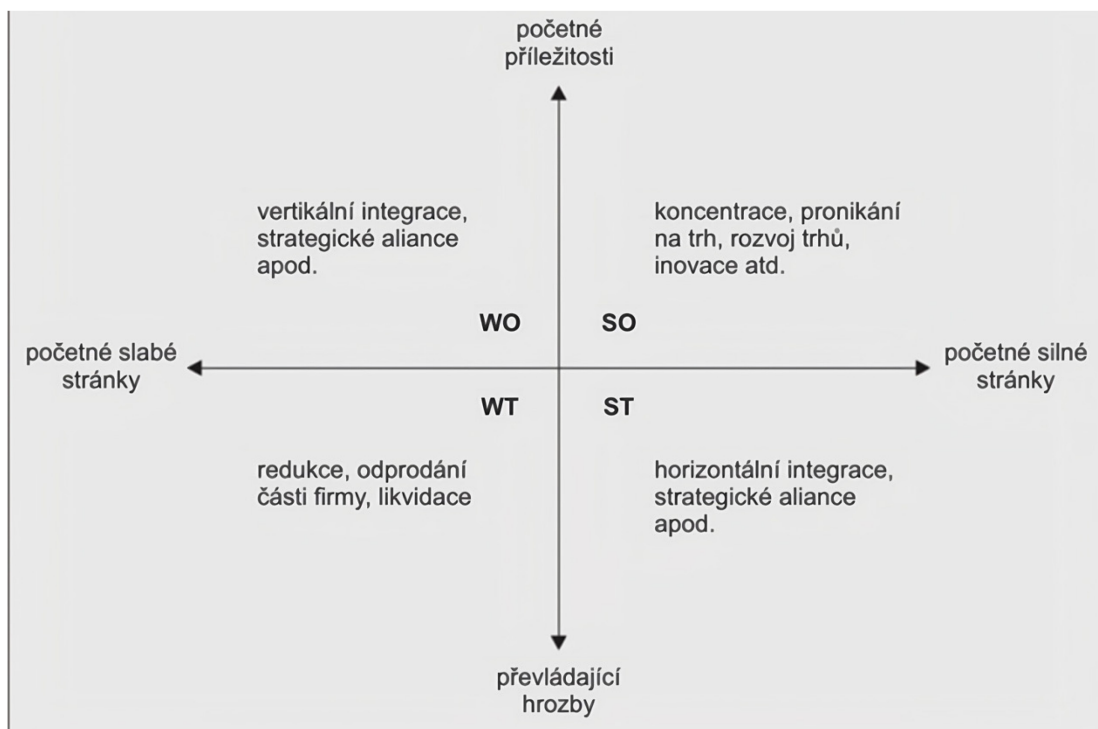 početné
příležitosti
vertikální integrace,
strategické aliance
apod.
koncentrace, pronikání
na trh, rozvoj trhů,
inovace atd.
WO
SO
početné slabé
stránky
početné silné
stránky
WT
ST
redukce, odprodání
části firmy, likvidace
horizontální integrace,
strategické aliance
apod.
převládající
hrozby